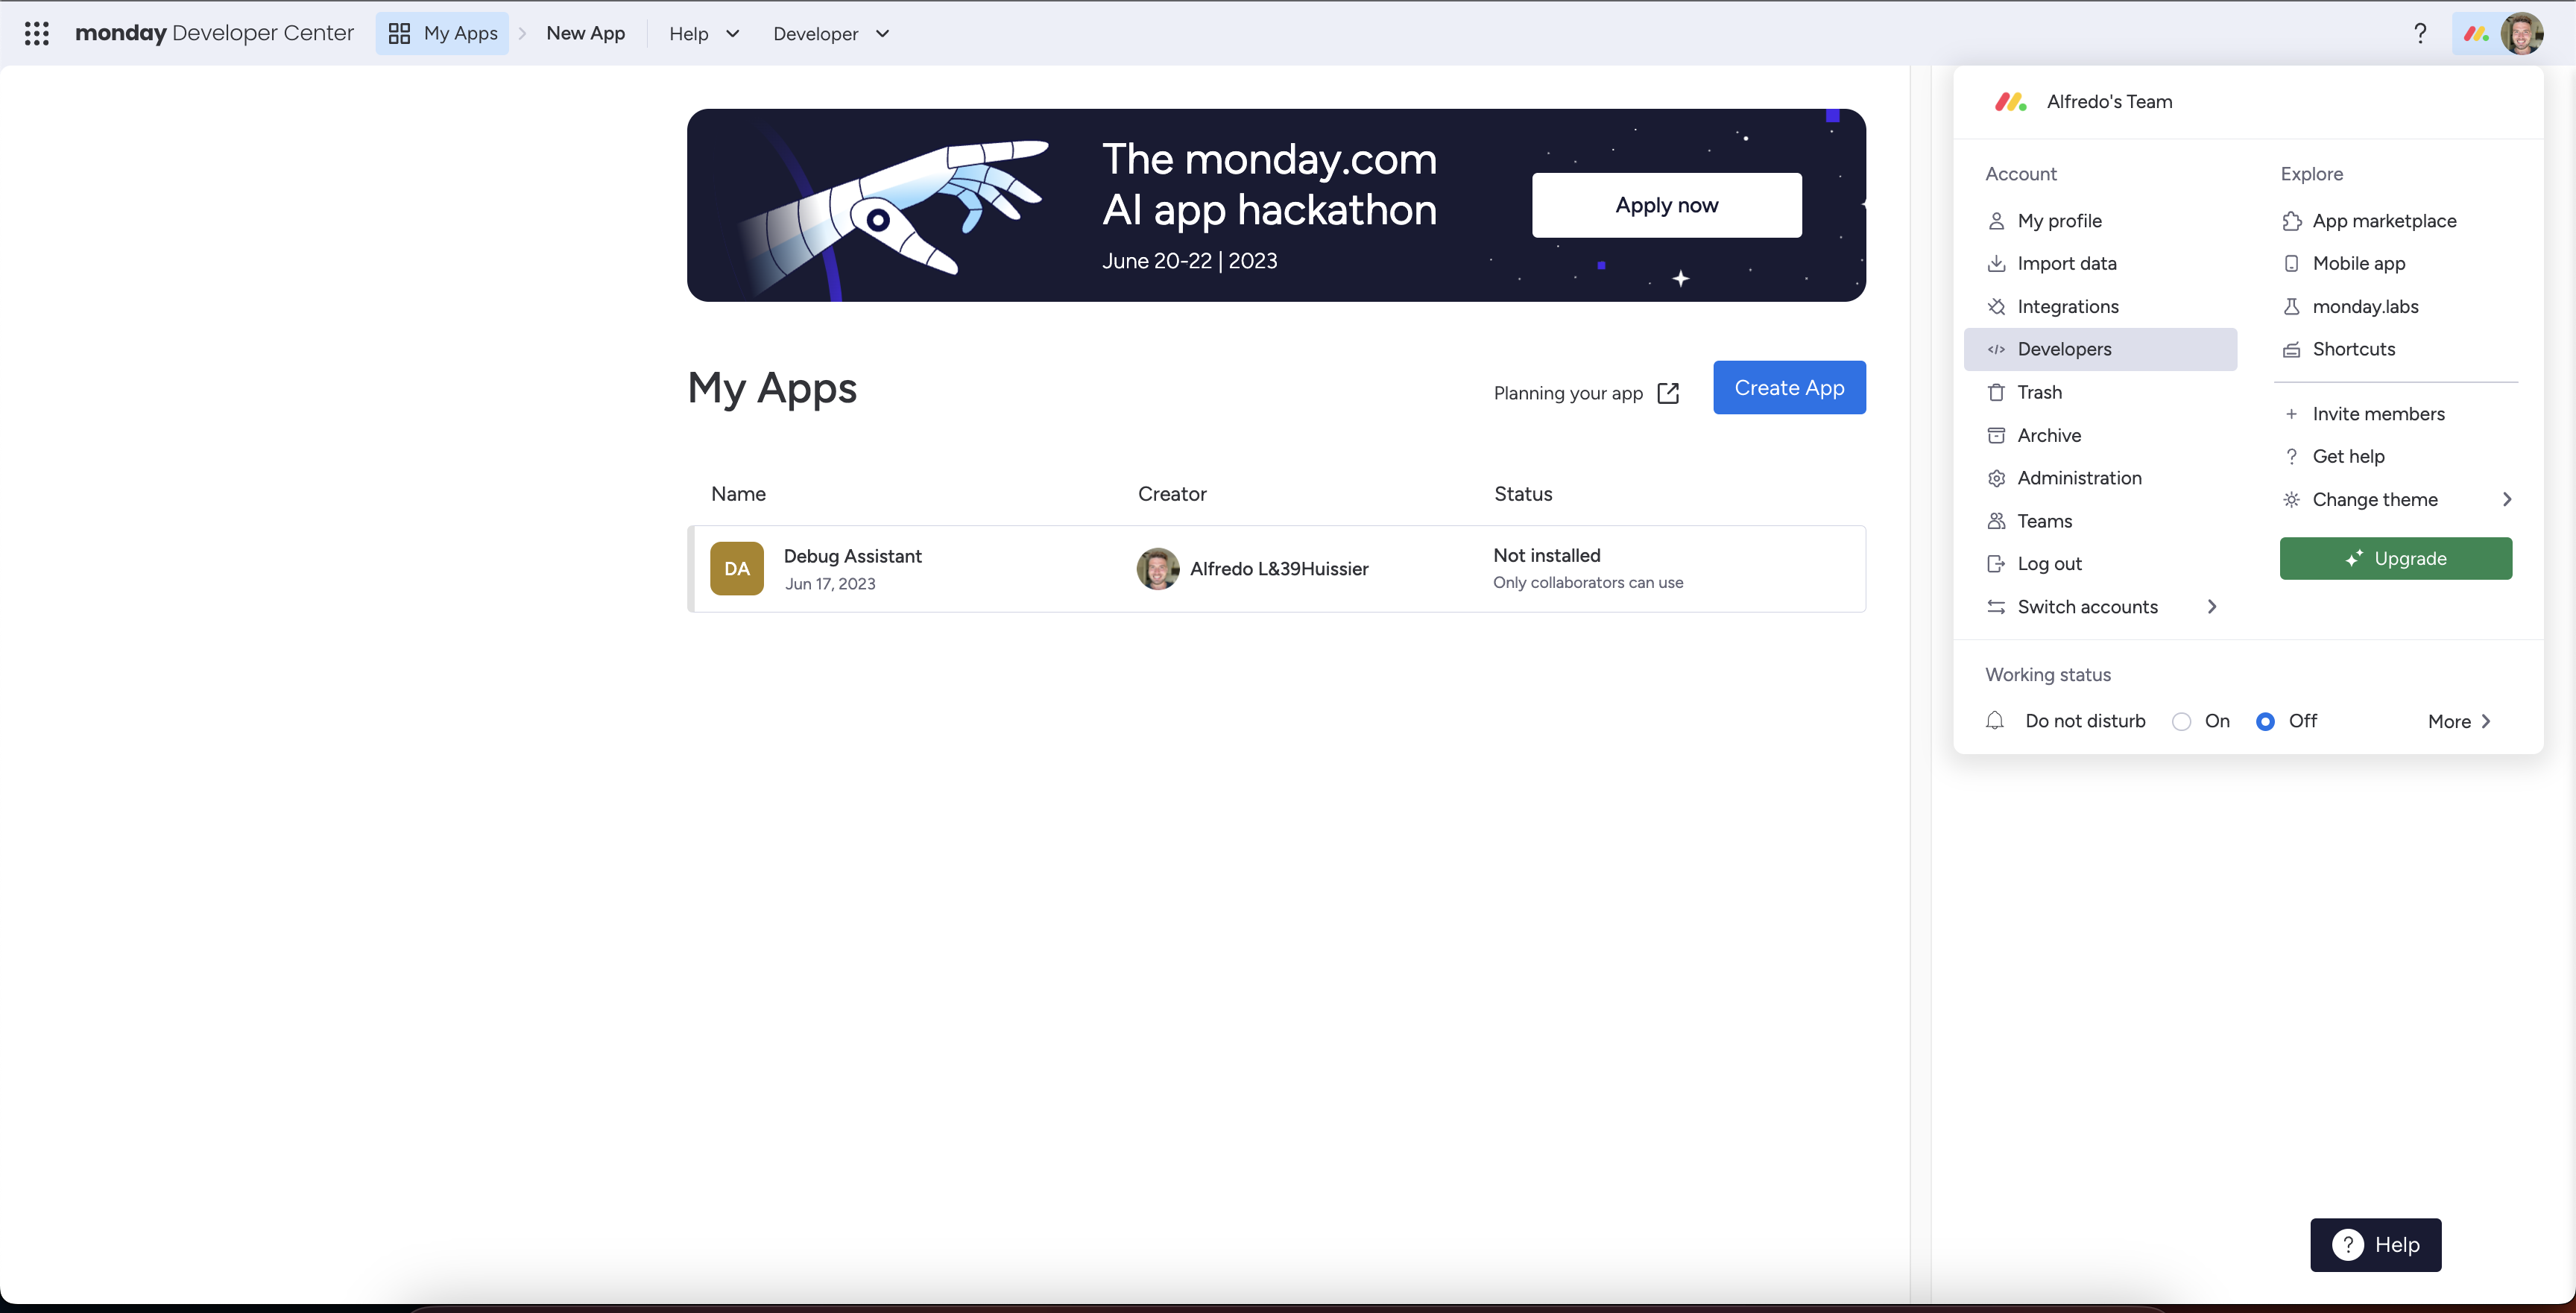 monday Developer Center
My Apps
New App
Help
Developer
?
The monday.com
AI app hackathon
June 20-22 | 2023
Apply now
My Apps
Planning your app
Create App
Name
Creator
Status
DA
Debug Assistant
Jun 17, 2023
Alfredo L&39Huissier
Not installed
Only collaborators can use
Alfredo's Team
Account
My profile
Import data
Integrations
Developers
Trash
Archive
Administration
Teams
Log out
Switch accounts
Explore
App marketplace
Mobile app
monday.labs
Shortcuts
Invite members
Get help
Change theme
Upgrade
Working status
Do not disturb
On
Off
More
? Help